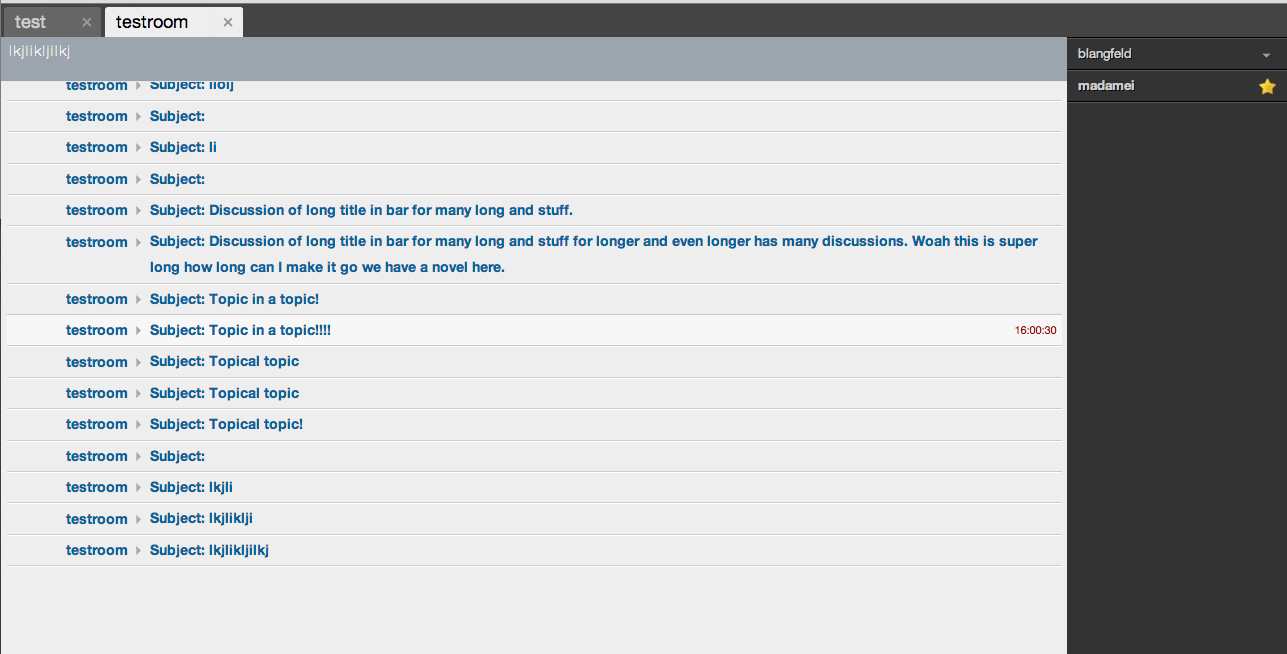 test
testroom
lkjlikljilkj
blangfeld
madamei
testroom Subject:
testroom Subject:
testroom Subject: li
testroom Subject:
testroom Subject: Discussion of long title in bar for many long and stuff.
testroom Subject: Discussion of long title in bar for many long and stuff for longer and even longer has many discussions. Woah this is super
long how long can I make it go we have a novel here.
testroom Subject: Topic in a topic!
testroom Subject: Topic in a topic!!!! 16:00:30
testroom Subject: Topical topic
testroom Subject: Topical topic
testroom Subject: Topical topic!
testroom Subject:
testroom Subject: lkjli
testroom Subject: lkjliklji
testroom Subject: lkjlikljilkj